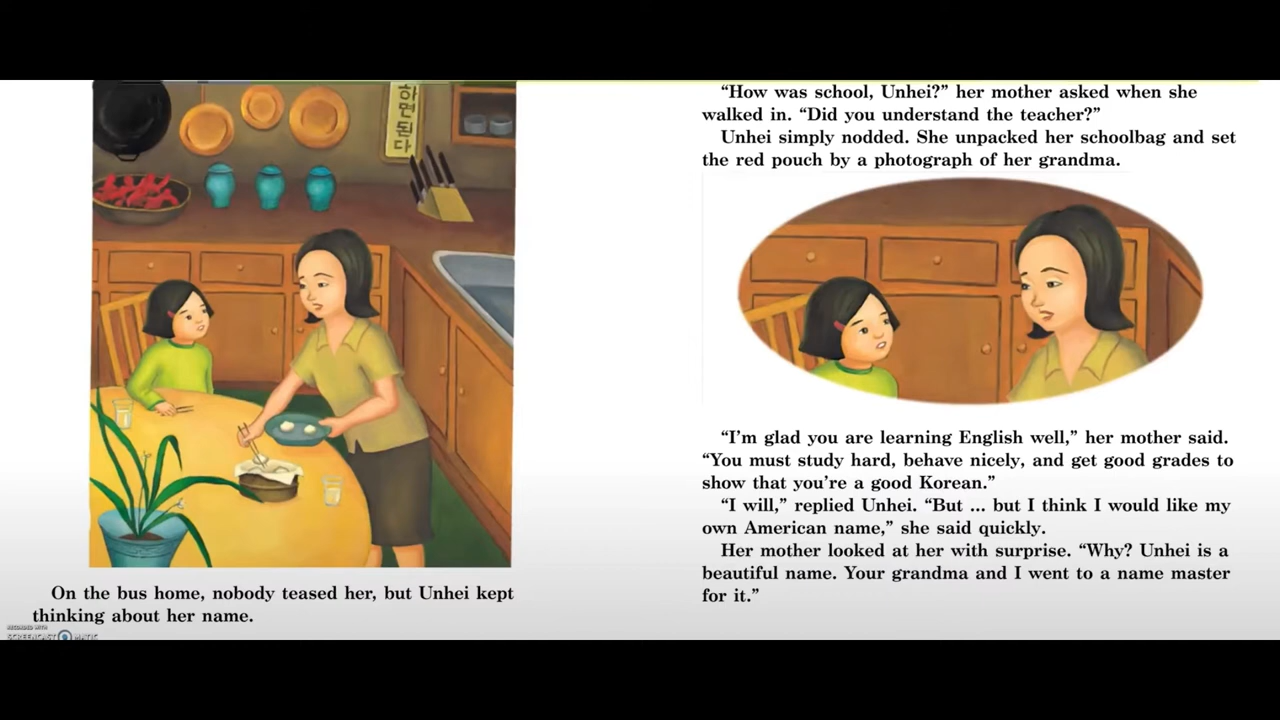 하면된다
On the bus home, nobody teased her, but Unhei kept
thinking about her name.
RECORDED WITH
SCREENCAST MATIC
“How was school, Unhei?” her mother asked when she
walked in. “Did you understand the teacher?”
Unhei simply nodded. She unpacked her schoolbag and set
the red pouch by a photograph of her grandma.
“I’m glad you are learning English well,” her mother said.
“You must study hard, behave nicely, and get good grades to
show that you’re a good Korean.”
“I will,” replied Unhei. “But ... but I think I would like my
own American name,” she said quickly.
Her mother looked at her with surprise. “Why? Unhei is a
beautiful name. Your grandma and I went to a name master
for it.”